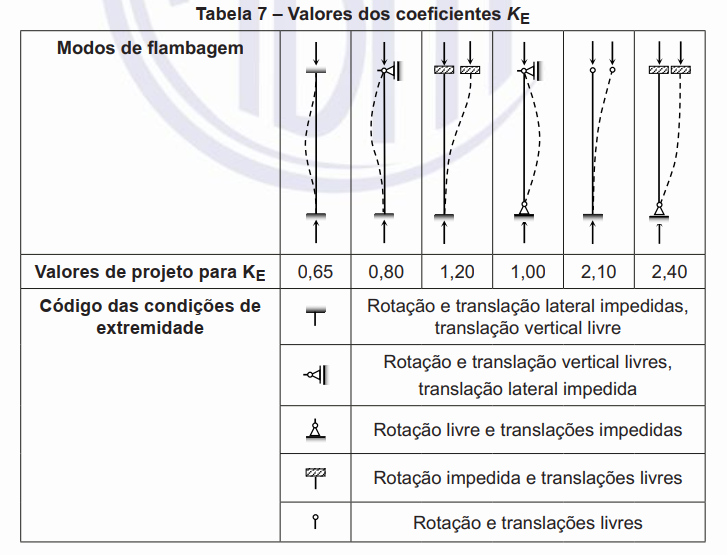 Tabela 7 – Valores dos coeficientes KE
Modos de flambagem
Valores de projeto para KE
0,65
0,80
1,20
1,00
2,10
2,40
Código das condições de
extremidade
Rotação e translação lateral impedidas,
translação vertical livre
Rotação e translação vertical livres,
translação lateral impedida
Rotação livre e translações impedidas
Rotação impedida e translações livres
Rotação e translações livres